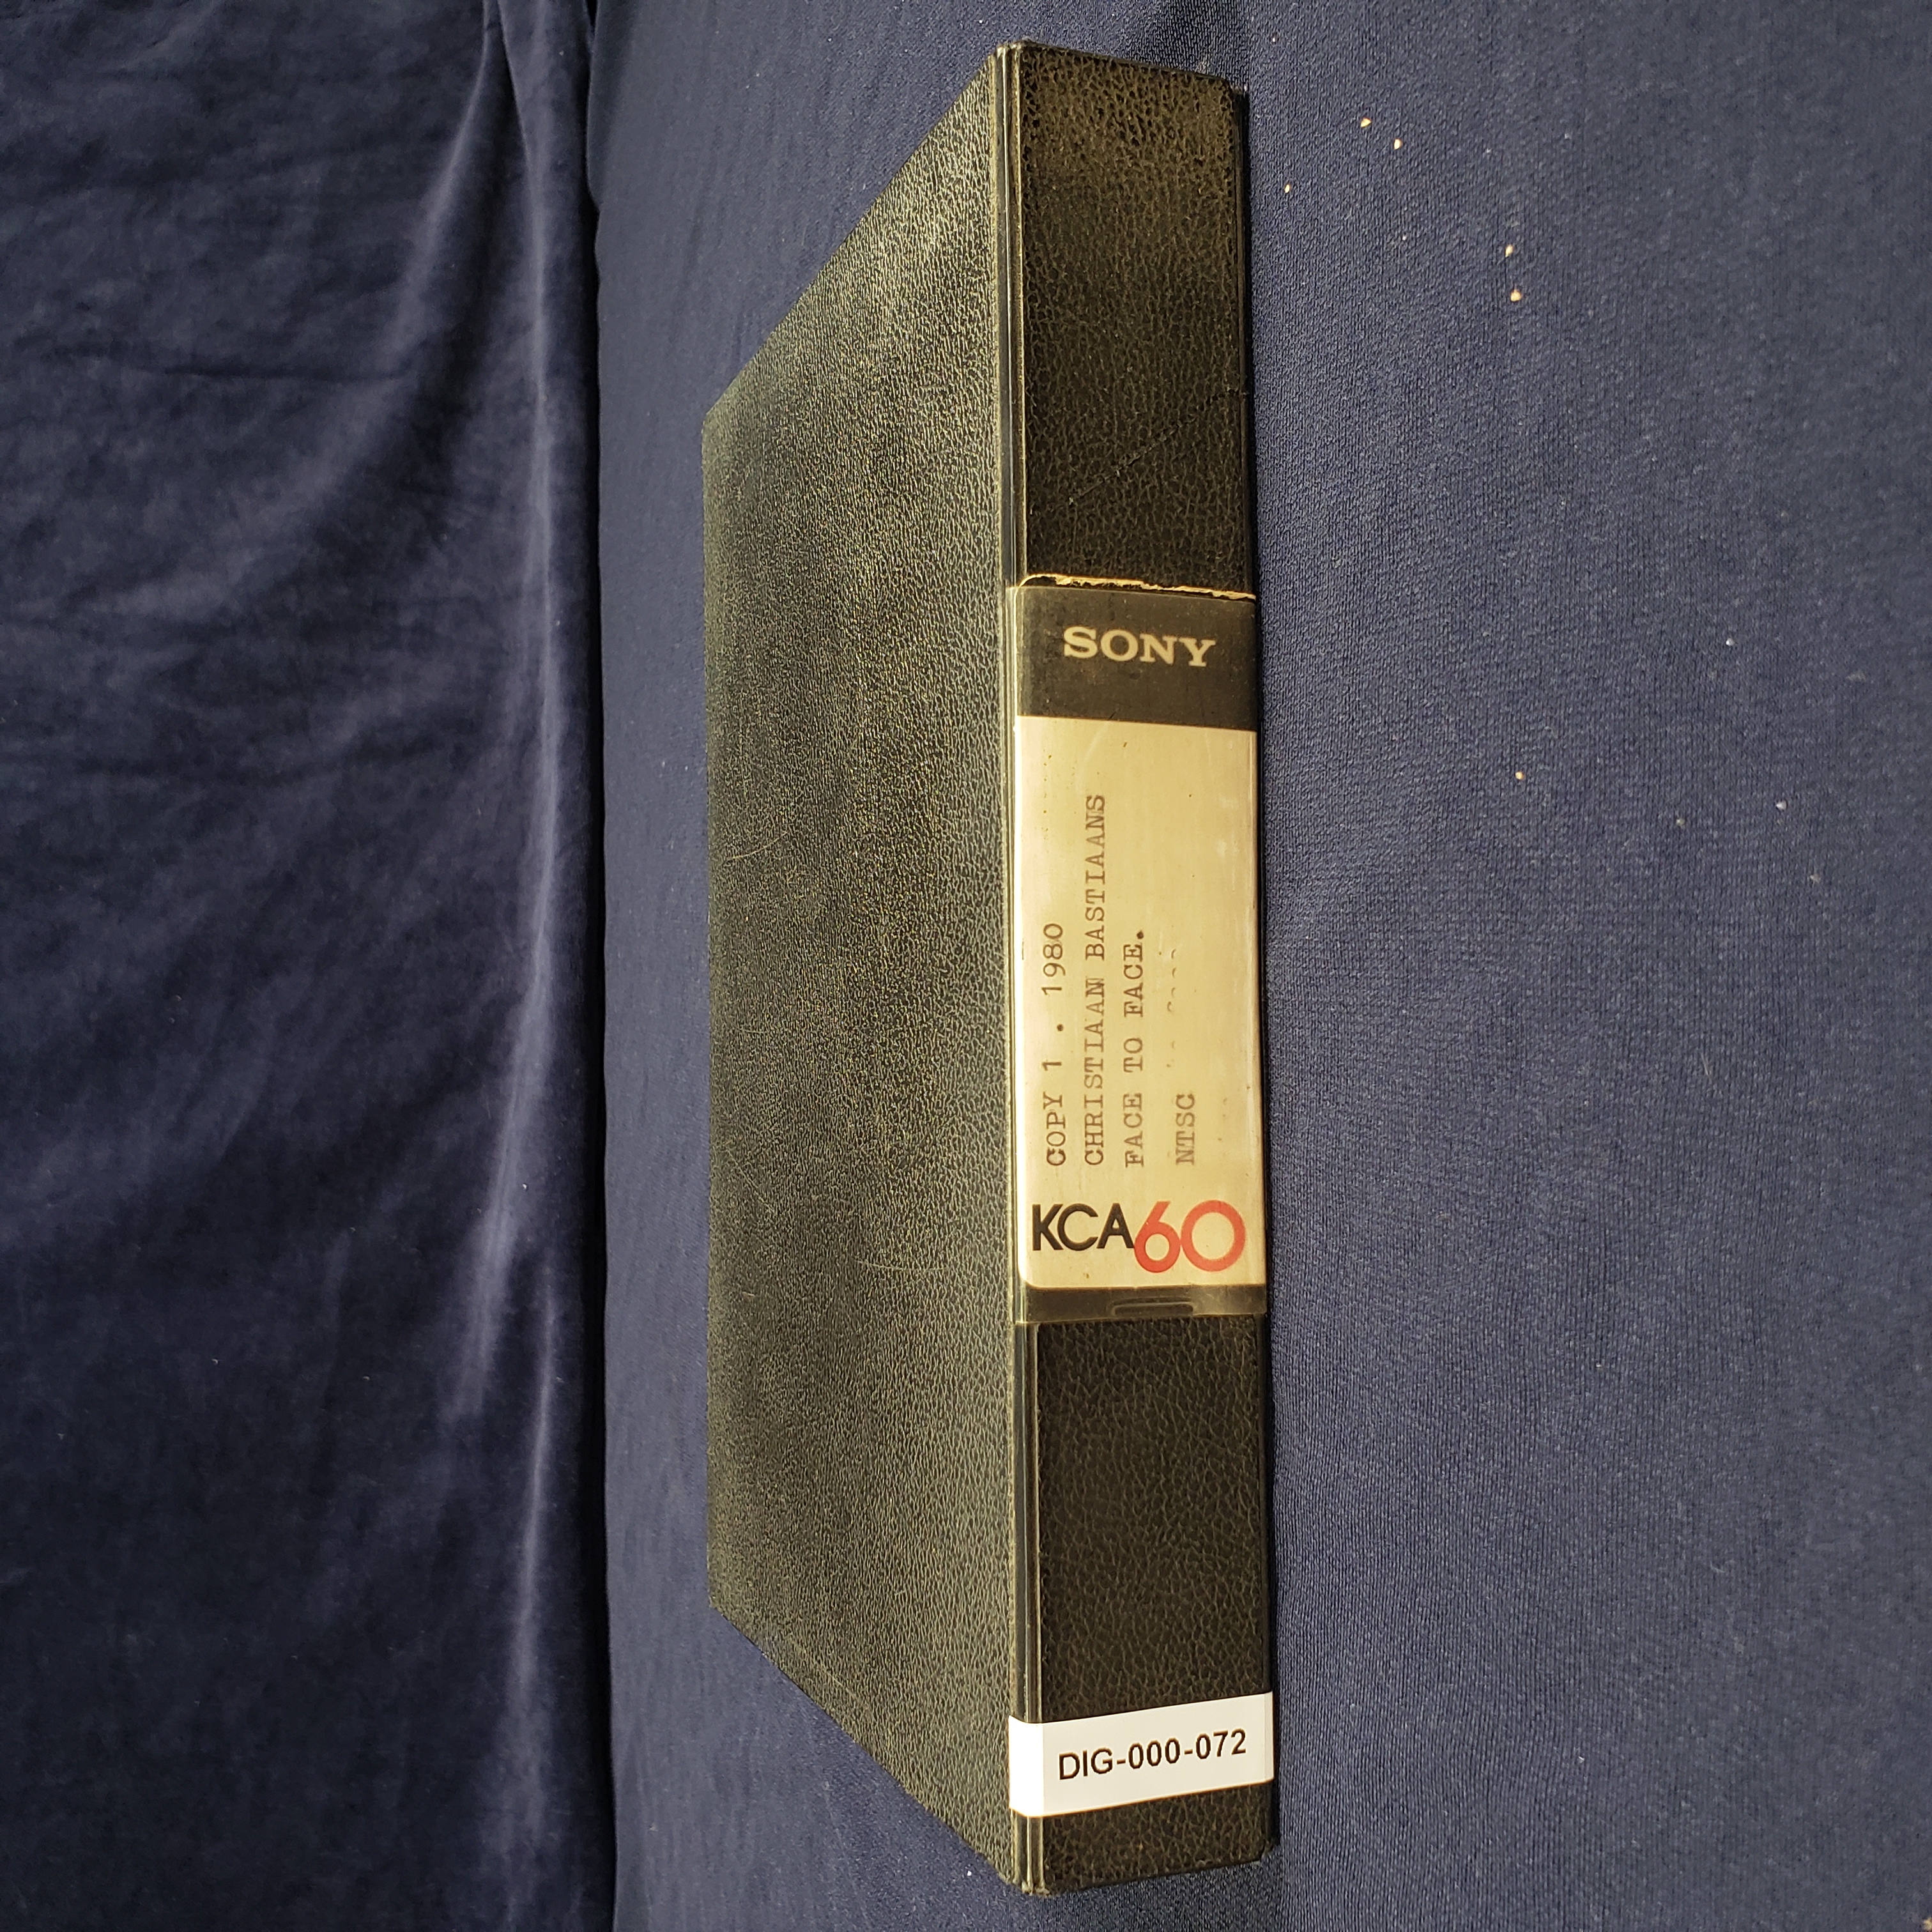 SONY
COPY 1 . 1980
CHRISTIAAN BASTIAANS
FACE TO FACE.
NTSC
KCA60
DIG-000-072